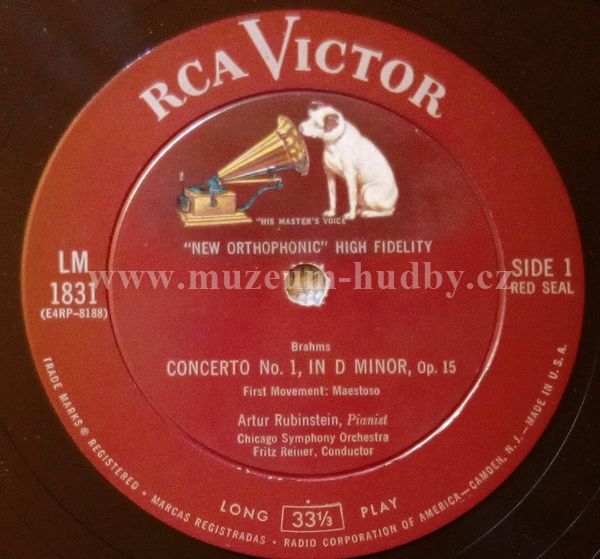 RCA VICTOR
"HIS MASTER'S VOICE"
"NEW ORTHOPHONIC" HIGH FIDELITY
LM
1831
(E4RP-8188)
SIDE 1
RED SEAL
www.muzeum-hudby.cz
Brahms
CONCERTO No. 1, IN D MINOR, Op. 15
First Movement: Maestoso
Artur Rubinstein, Pianist
Chicago Symphony Orchestra
Fritz Reiner, Conductor
LONG 33⅓ PLAY
TRADE MARKS ® REGISTERED • MARCAS REGISTRADAS • RADIO CORPORATION OF AMERICA—CAMDEN, N. J.—MADE IN U. S. A.